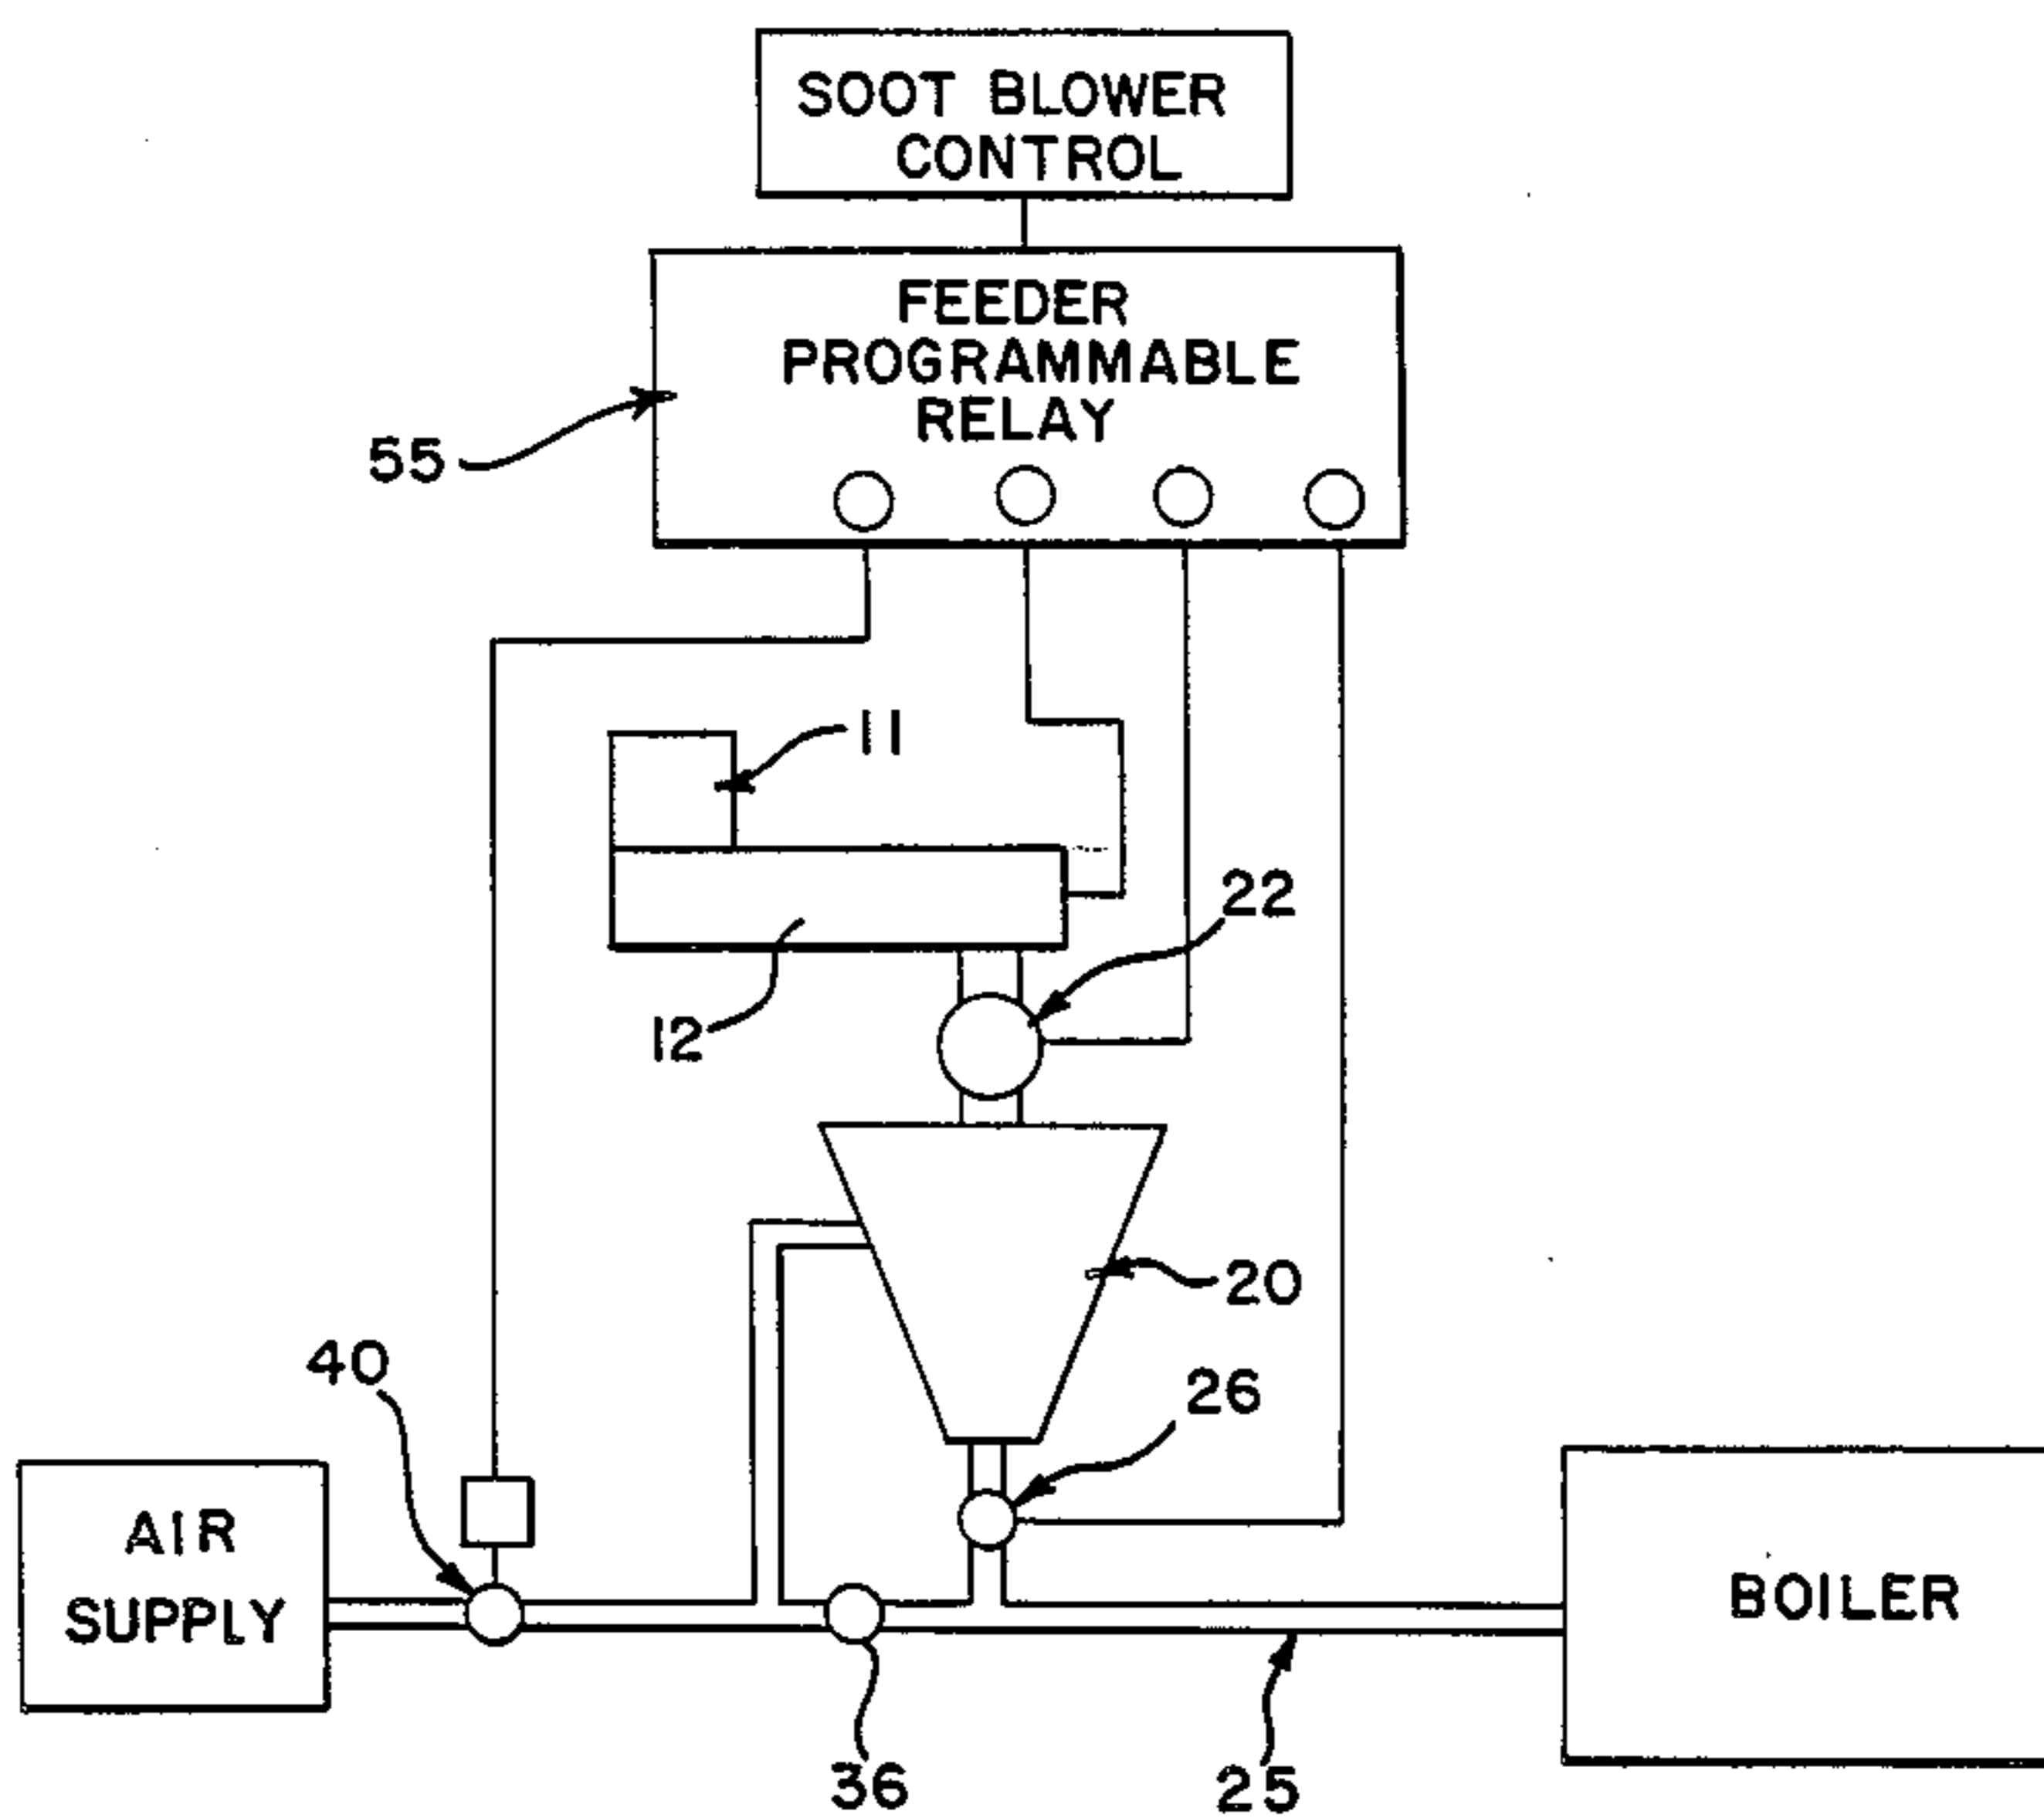 SOOT BLOWER
CONTROL
FEEDER
PROGRAMMABLE
RELAY
55
11
22
12
20
40
26
AIR
SUPPLY
BOILER
36
25